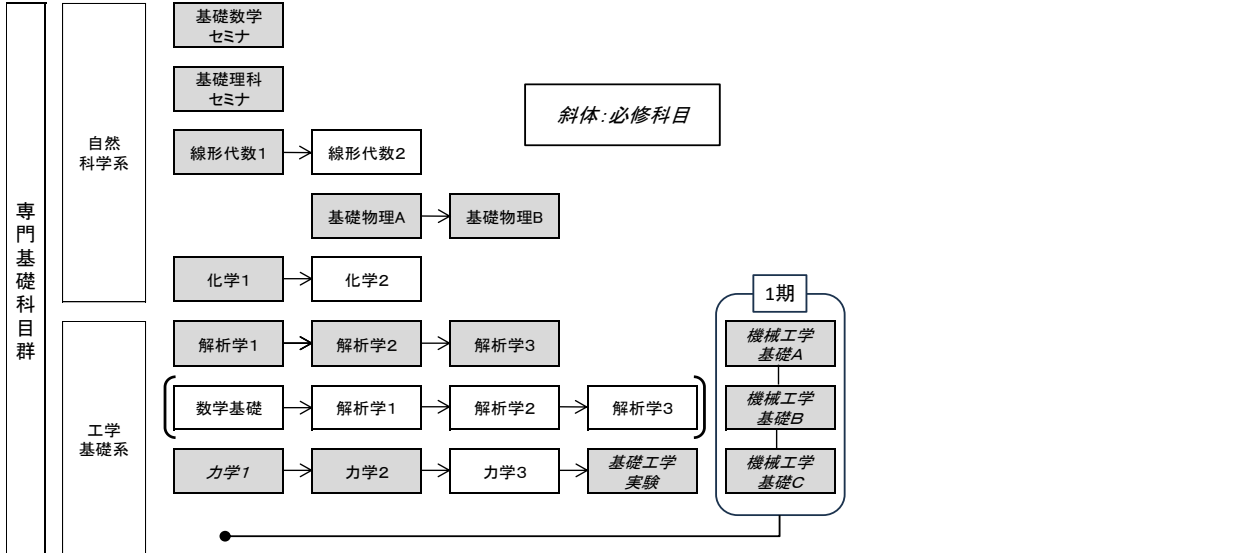 専門基礎科目群
自然
科学系
基礎数学
セミナ
基礎理科
セミナ
斜体:必修科目
線形代数1
線形代数2
基礎物理A
基礎物理B
化学1
化学2
1期
工学
基礎系
解析学1
解析学2
解析学3
機械工学
基礎A
数学基礎
解析学1
解析学2
解析学3
機械工学
基礎B
力学1
力学2
力学3
基礎工学
実験
機械工学
基礎C